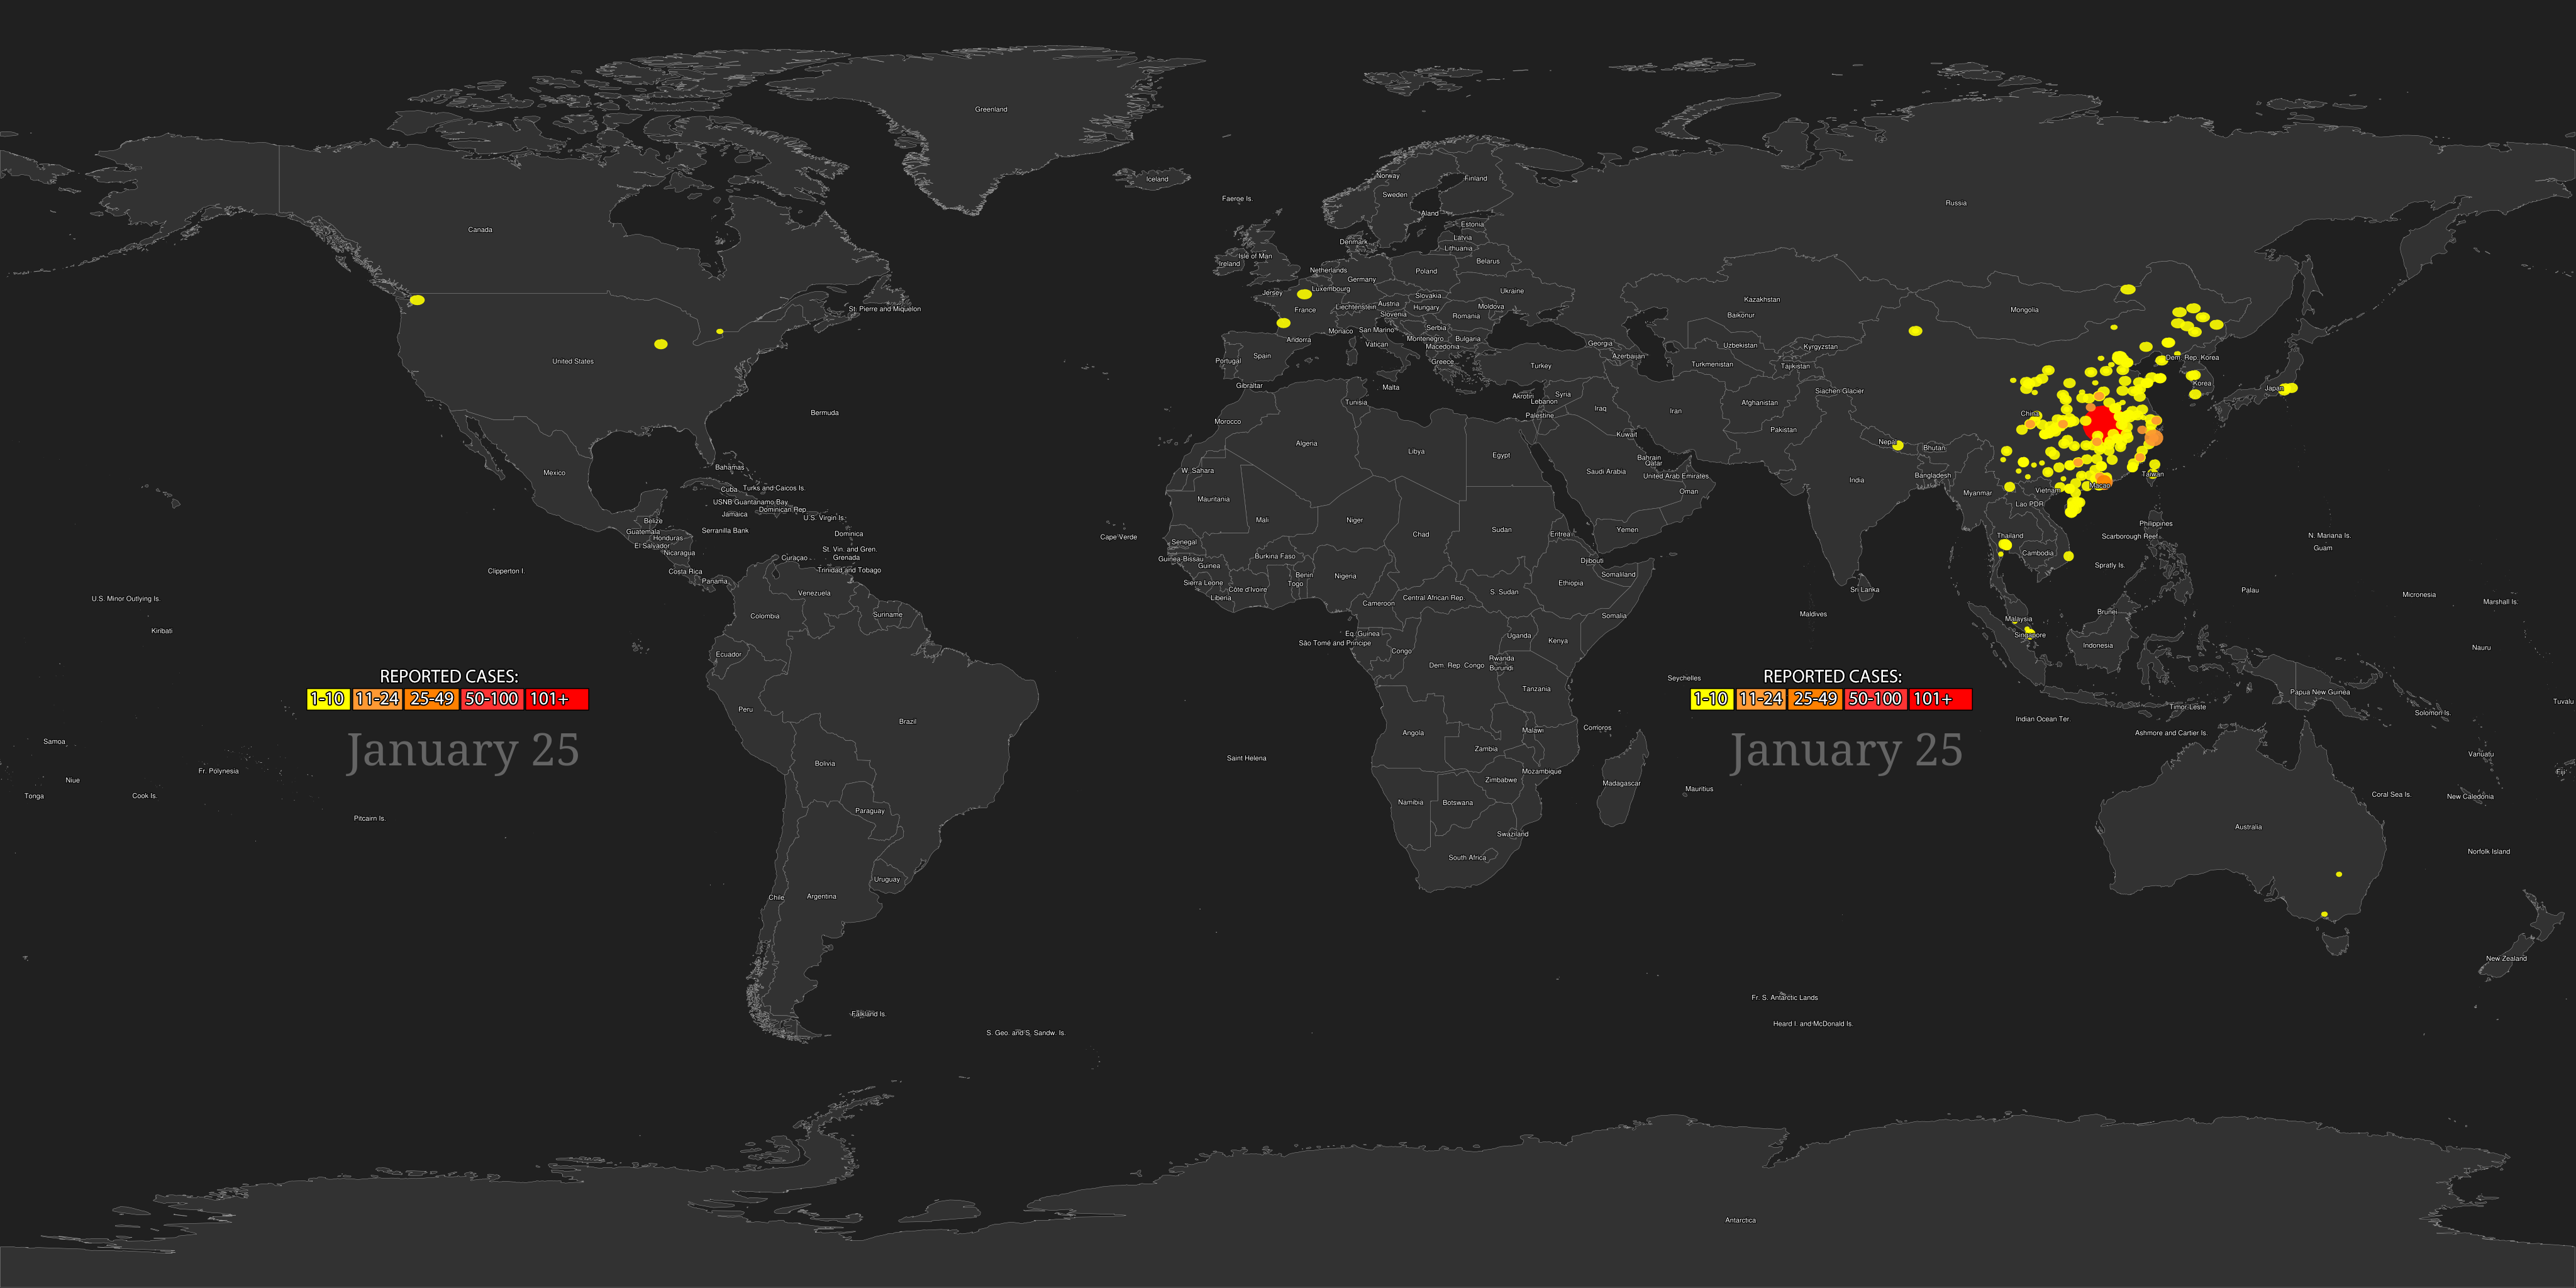 Greenland
Iceland
Norway
Finland
Sweden
Faeroe Is.
Russia
Aland
Canada
Estonia
Latvia
Denmark
Lithuania
Isle of Man
Ireland
Belarus
Netherlands
Poland
Germany
Luxembourg
Jersey
Ukraine
Slovakia
Kazakhstan
Austria
Liechtenstein
Hungary
Moldova
St. Pierre and Miquelon
France
Mongolia
Slovenia
Romania
Baikonur
Serbia
Monaco
San Marino
Andorra
Montenegro
Bulgaria
Vatican
Macedonia
Georgia
Uzbekistan
Kyrgyzstan
Azerbaijan
United States
Portugal
Spain
Greece
Turkey
Turkmenistan
Tajikistan
Dem. Rep. Korea
Korea
Japan
Gibraltar
Malta
Siachen Glacier
Akrotiri
Syria
Lebanon
Tunisia
Bermuda
Iraq
Iran
Afghanistan
Palestine
China
Morocco
Kuwait
Pakistan
Algeria
Libya
Egypt
Nepal
Bhutan
Bahrain
Qatar
Bahamas
Mexico
W. Sahara
Saudi Arabia
United Arab Emirates
Bangladesh
Taiwan
India
Cuba
Turks and Caicos Is.
Oman
Macao
Vietnam
Myanmar
Mauritania
USNB Guantanamo Bay
Dominican Rep.
Jamaica
U.S. Virgin Is.
Lao PDR
Belize
Mali
Niger
Guatemala
Serranilla Bank
Honduras
Dominica
Chad
Sudan
Eritrea
Yemen
Philippines
Cape Verde
Thailand
Scarborough Reef
N. Mariana Is.
El Salvador
Senegal
Nicaragua
St. Vin. and Gren.
Guam
Cambodia
Guinea-Bissau
Burkina Faso
Curaçao
Grenada
Djibouti
Guinea
Spratly Is.
Clipperton I.
Costa Rica
Trinidad and Tobago
Benin
Nigeria
Somaliland
Panama
Sierra Leone
Togo
Ethiopia
Côte d'Ivoire
Sri Lanka
Palau
Venezuela
Liberia
Central African Rep.
S. Sudan
Micronesia
U.S. Minor Outlying Is.
Cameroon
Marshall Is.
Colombia
Suriname
Somalia
Maldives
Brunei
Malaysia
Kiribati
Eq. Guinea
Uganda
Singapore
São Tomé and Principe
Kenya
Indonesia
Nauru
Congo
Ecuador
Rwanda
Dem. Rep. Congo
Burundi
REPORTED CASES:
1-10 11-24 25-49 50-100 101+
January 25
Seychelles
REPORTED CASES:
1-10 11-24 25-49 50-100 101+
January 25
Tanzania
Papua New Guinea
Tuvalu
Peru
Brazil
Timor-Leste
Solomon Is.
Indian Ocean Ter.
Comoros
Angola
Malawi
Ashmore and Cartier Is.
Samoa
Zambia
Vanuatu
Saint Helena
Bolivia
Fr. Polynesia
Mozambique
Fiji
Niue
Zimbabwe
Madagascar
Mauritius
Tonga
Cook Is.
Coral Sea Is.
New Caledonia
Namibia
Botswana
Paraguay
Pitcairn Is.
Australia
Swaziland
Norfolk Island
South Africa
Uruguay
Chile
Argentina
New Zealand
Fr. S. Antarctic Lands
Falkland Is.
Heard I. and McDonald Is.
S. Geo. and S. Sandw. Is.
Antarctica